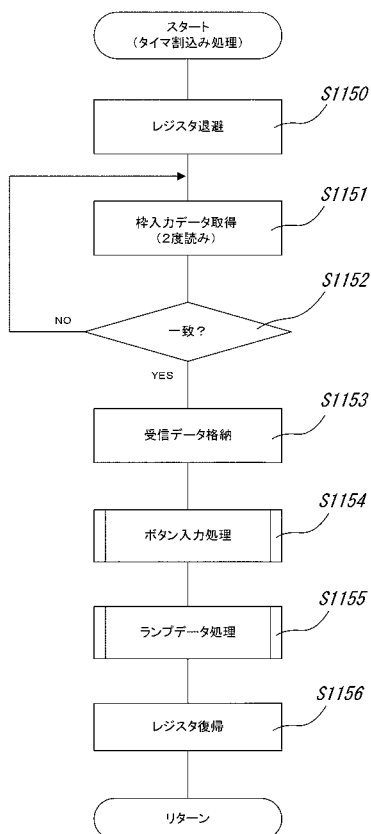 スタート
(タイマ割込み処理)
S1150
レジスタ退避
S1151
枠入力データ取得
(2度読み)
S1152
一致?
NO
YES
S1153
受信データ格納
S1154
ボタン入力処理
S1155
ランプデータ処理
S1156
レジスタ復帰
リターン